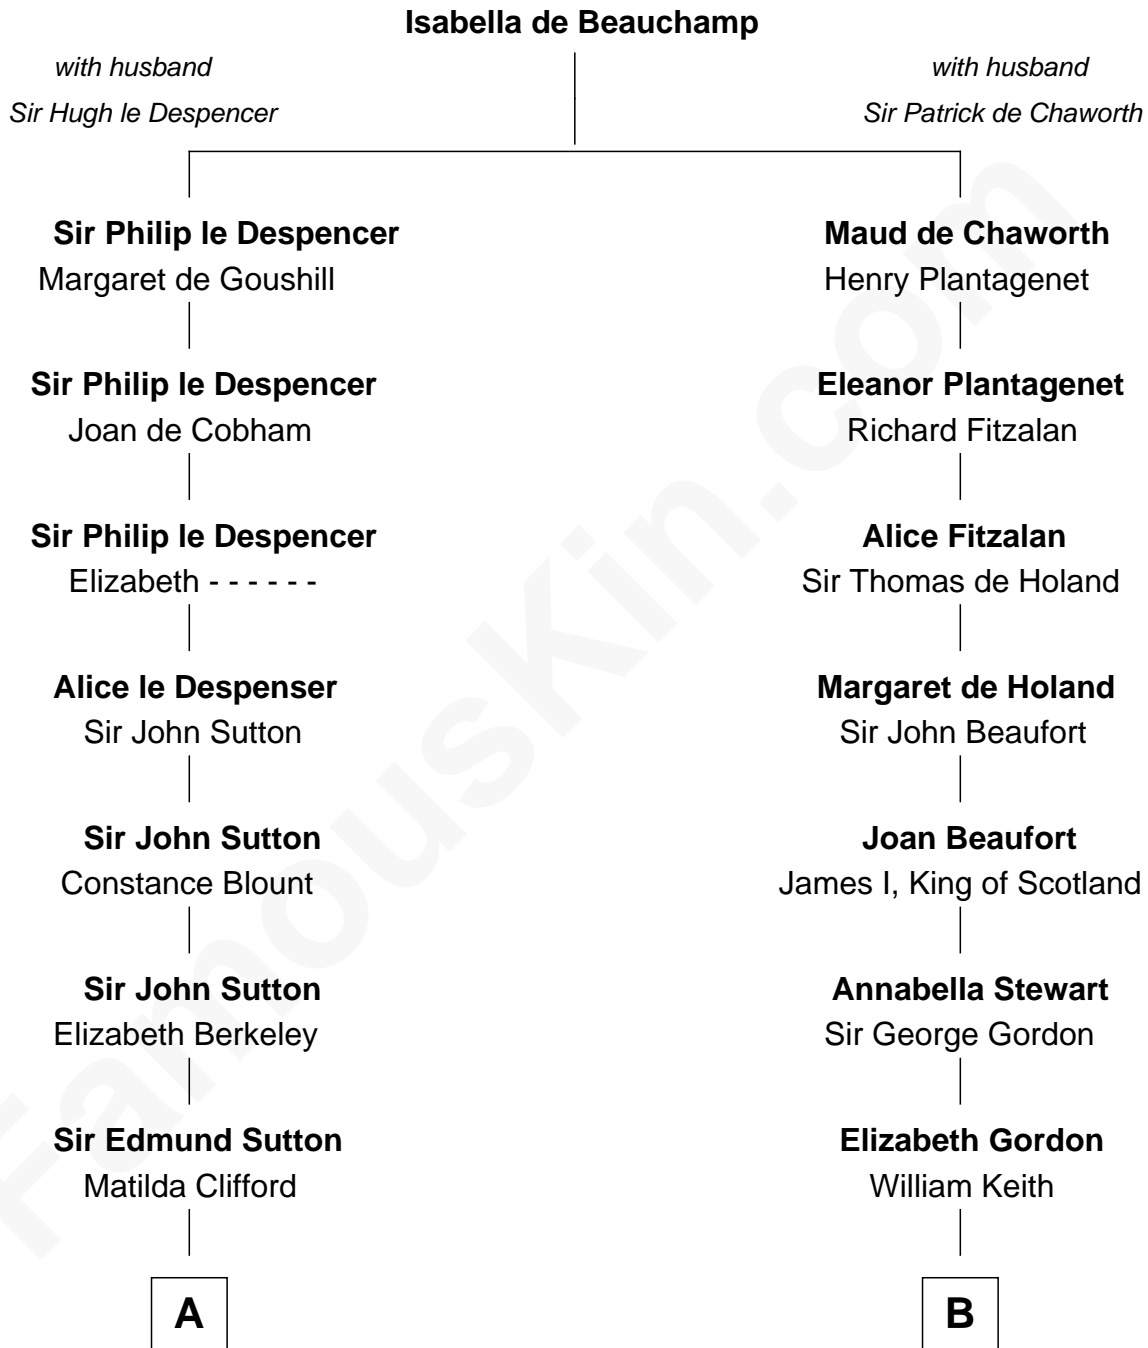 Isabella de Beauchamp
with husband
Sir Hugh le Despencer
with husband
Sir Patrick de Chaworth
Sir Philip le Despencer
Margaret de Goushill
Maud de Chaworth
Henry Plantagenet
Sir Philip le Despencer
Joan de Cobham
Eleanor Plantagenet
Richard Fitzalan
Sir Philip le Despencer
Elizabeth - - - - - -
Alice Fitzalan
Sir Thomas de Holand
Alice le Despenser
Sir John Sutton
Margaret de Holand
Sir John Beaufort
Sir John Sutton
Constance Blount
Joan Beaufort
James I, King of Scotland
Sir John Sutton
Elizabeth Berkeley
Annabella Stewart
Sir George Gordon
Sir Edmund Sutton
Matilda Clifford
Elizabeth Gordon
William Keith
A
B
FamousKin.com